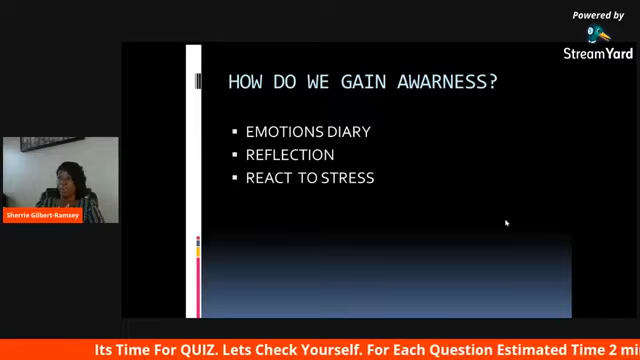 Powered by
StreamYard
HOW DO WE GAIN AWARNESS?
EMOTIONS DIARY
REFLECTION
REACT TO STRESS
Sherrie Gilbert-Ramsey
Its Time For QUIZ. Lets Check Yourself. For Each Question Estimated Time 2 mi